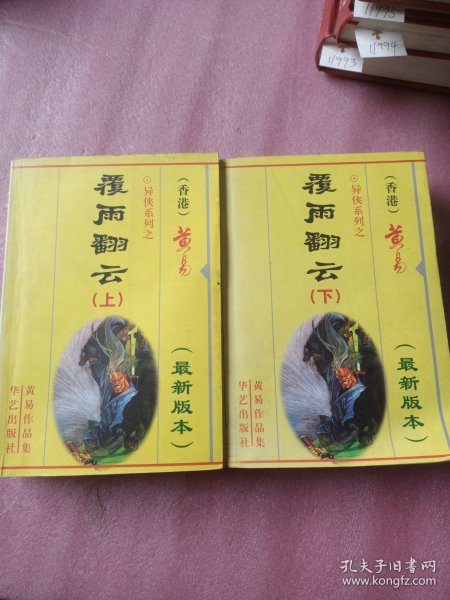 11995
11994
11993
（香港）黄易
⊙异侠系列之
覆雨翻云
（上）
（最新版本）
黄易作品集
华艺出版社
（香港）黄易
⊙异侠系列之
覆雨翻云
（下）
（最新版本）
黄易作品集
华艺出版社
孔夫子旧书网
www.kongfz.com